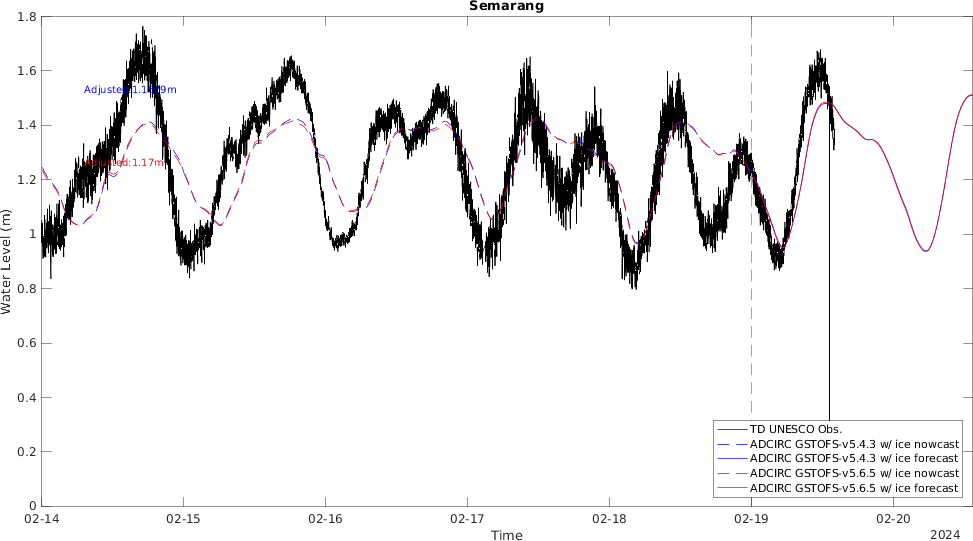 Semarang
1.8
1.6
1.4
1.2
1
0.8
0.6
0.4
0.2
0
Water Level (m)
Adjusted:1.17m
TD UNESCO Obs.
ADCIRC GSTOFS-v5.4.3 w/ ice nowcast
ADCIRC GSTOFS-v5.4.3 w/ ice forecast
ADCIRC GSTOFS-v5.6.5 w/ ice nowcast
ADCIRC GSTOFS-v5.6.5 w/ ice forecast
02-14
02-15
02-16
02-17
02-18
02-19
02-20
Time
2024